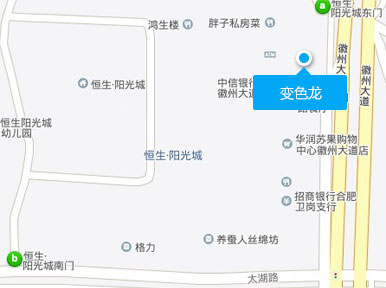 a
恒生·
阳光城东门
鸿生楼
胖子私房菜
徽州大
徽州大
恒生·阳光城
中信银行
徽州大道
变色龙
恒生阳光城
幼儿园
华润苏果购物
中心徽州大道店
恒生·阳光城
招商银行合肥
卫岗支行
养蚕人丝绵坊
格力
b
恒生·
阳光城南门
太湖路